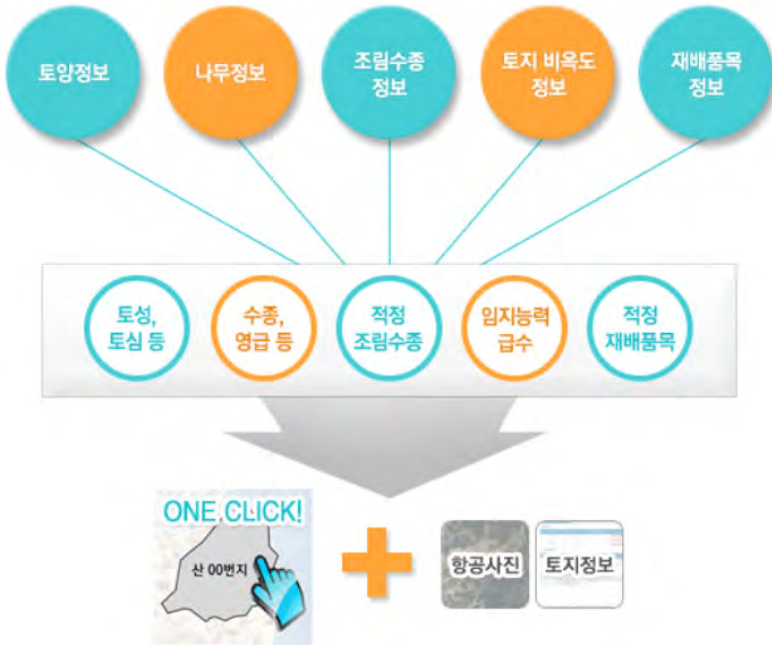 토양정보
나무정보
조림수종
정보
토지 비옥도
정보
재배품목
정보
토성,
토심 등
수종,
영급 등
적정
조림수종
임지능력
급수
적정
재배품목
ONE CLICK!
산 00번지
항공사진
토지정보